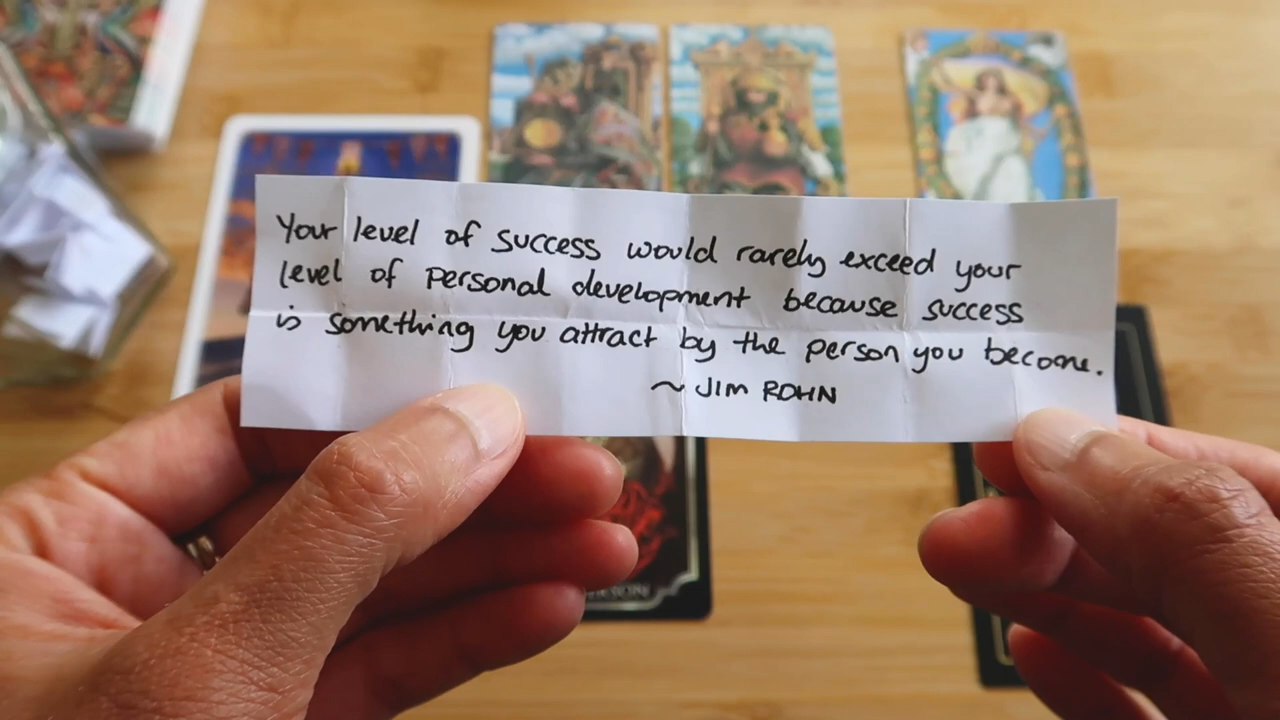 Your level of success would rarely exceed your
level of personal development because success
is something you attract by the person you become.
~ JIM ROHN